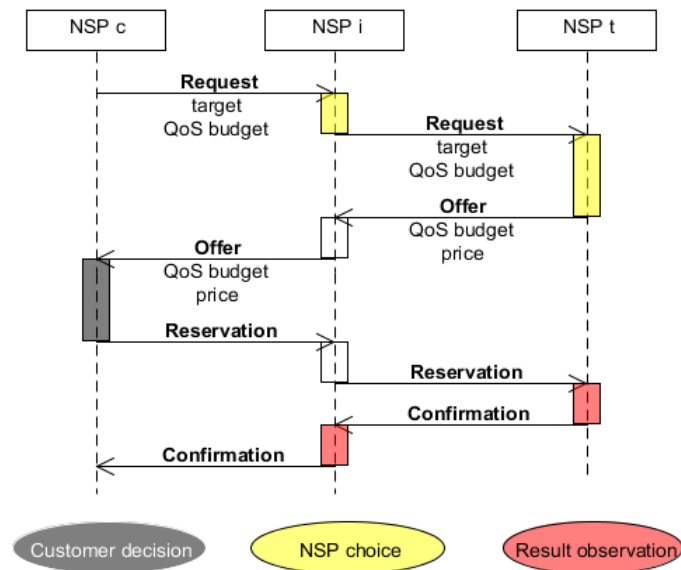 NSP c
NSP i
NSP t
Request
target
QoS budget
Request
target
QoS budget
Offer
QoS budget
price
Offer
QoS budget
price
Reservation
Reservation
Confirmation
Confirmation
Customer decision
NSP choice
Result observation